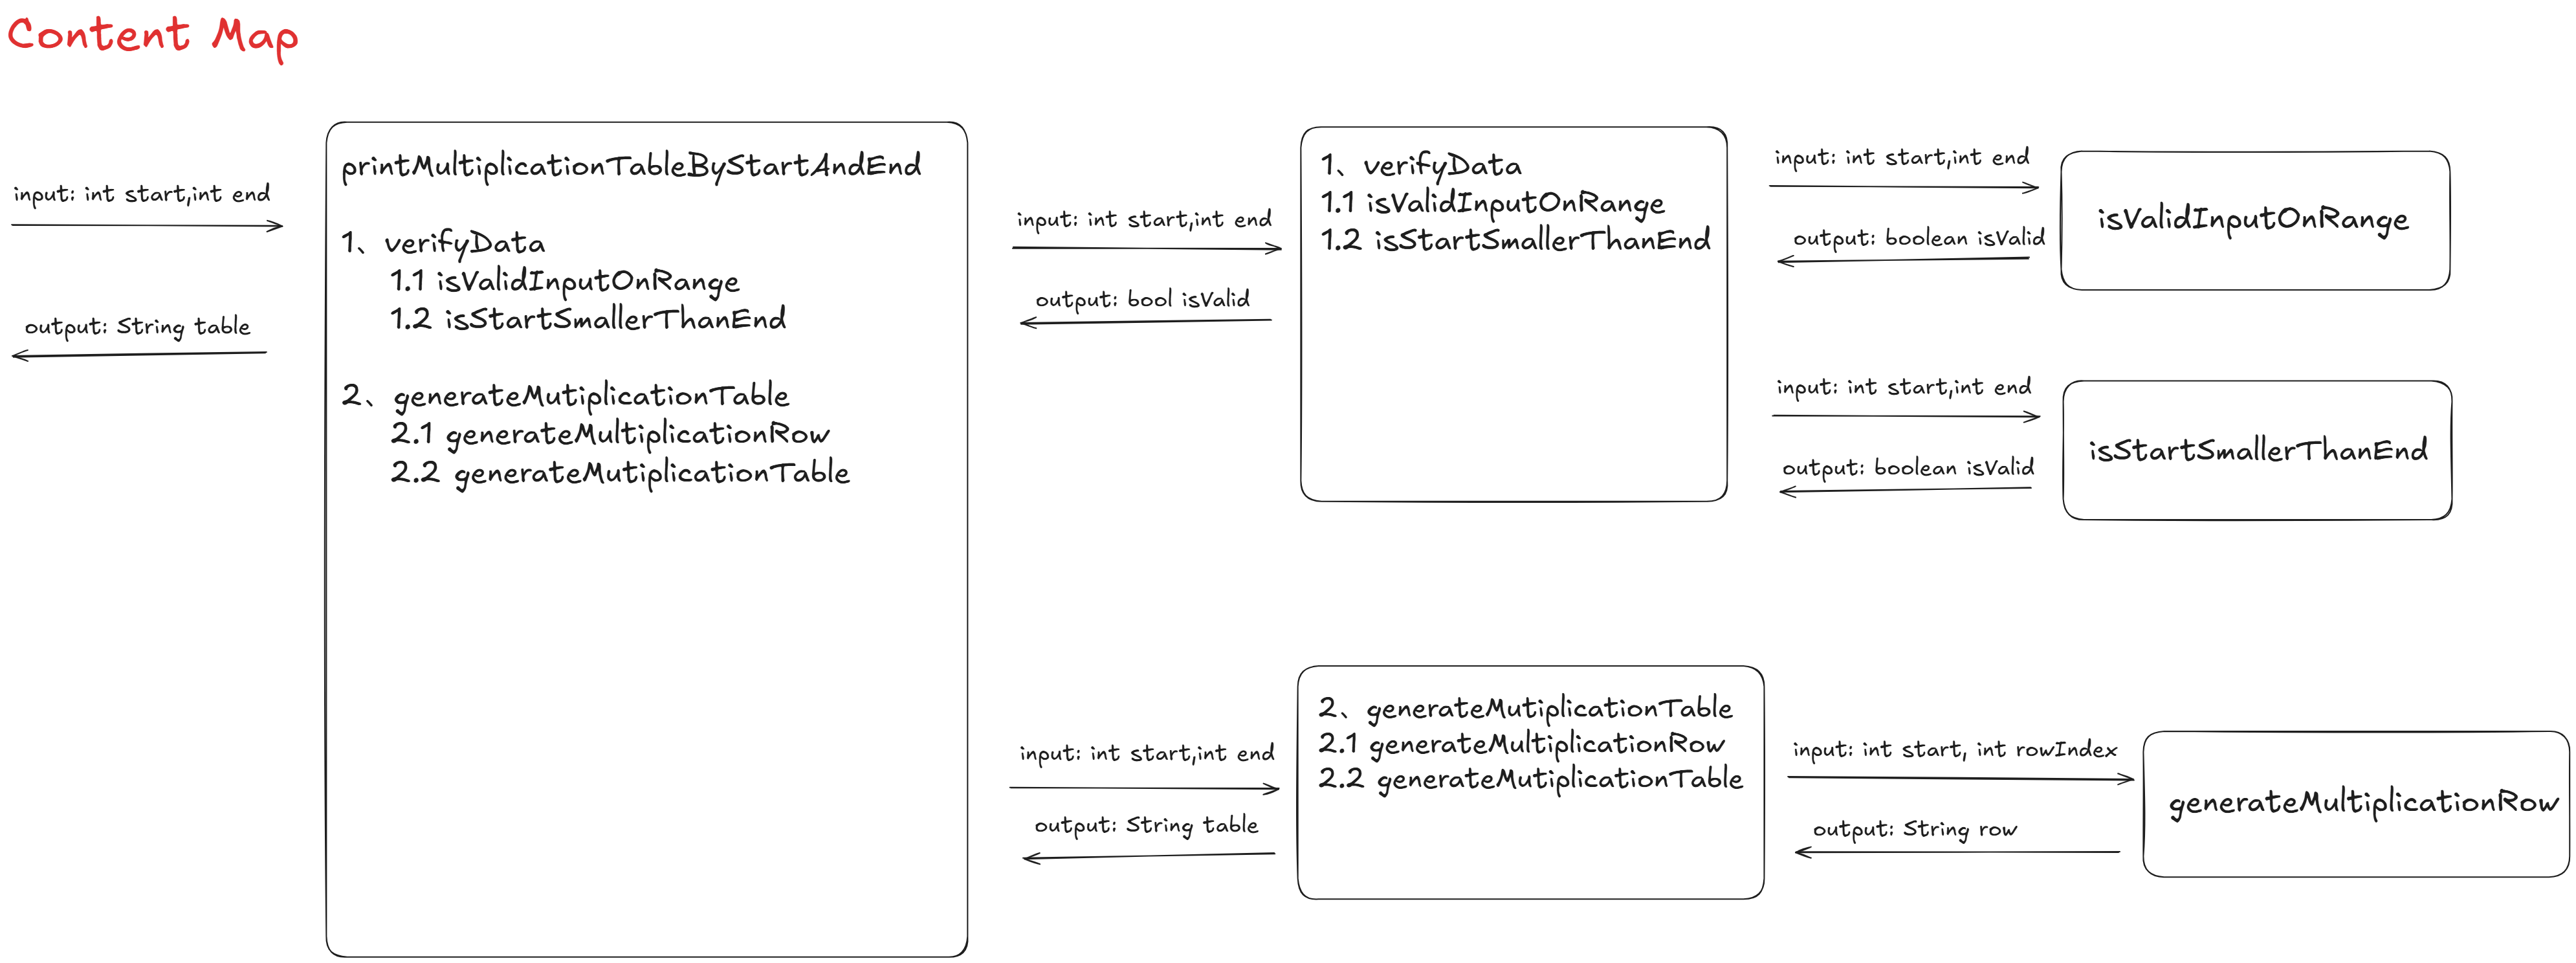 Content Map
input: int start,int end
output: String table
printMultiplicationTableByStartAndEnd
1、verifyData
1.1 isValidInputOnRange
1.2 isStartSmallerThanEnd
2、generateMutiplicationTable
2.1 generateMultiplicationRow
2.2 generateMutiplicationTable
input: int start,int end
output: bool isValid
1、verifyData
1.1 isValidInputOnRange
1.2 isStartSmallerThanEnd
input: int start,int end
output: boolean isValid
isValidInputOnRange
input: int start,int end
output: boolean isValid
isStartSmallerThanEnd
input: int start,int end
output: String table
2、generateMutiplicationTable
2.1 generateMultiplicationRow
2.2 generateMutiplicationTable
input: int start, int rowIndex
output: String row
generateMultiplicationRow